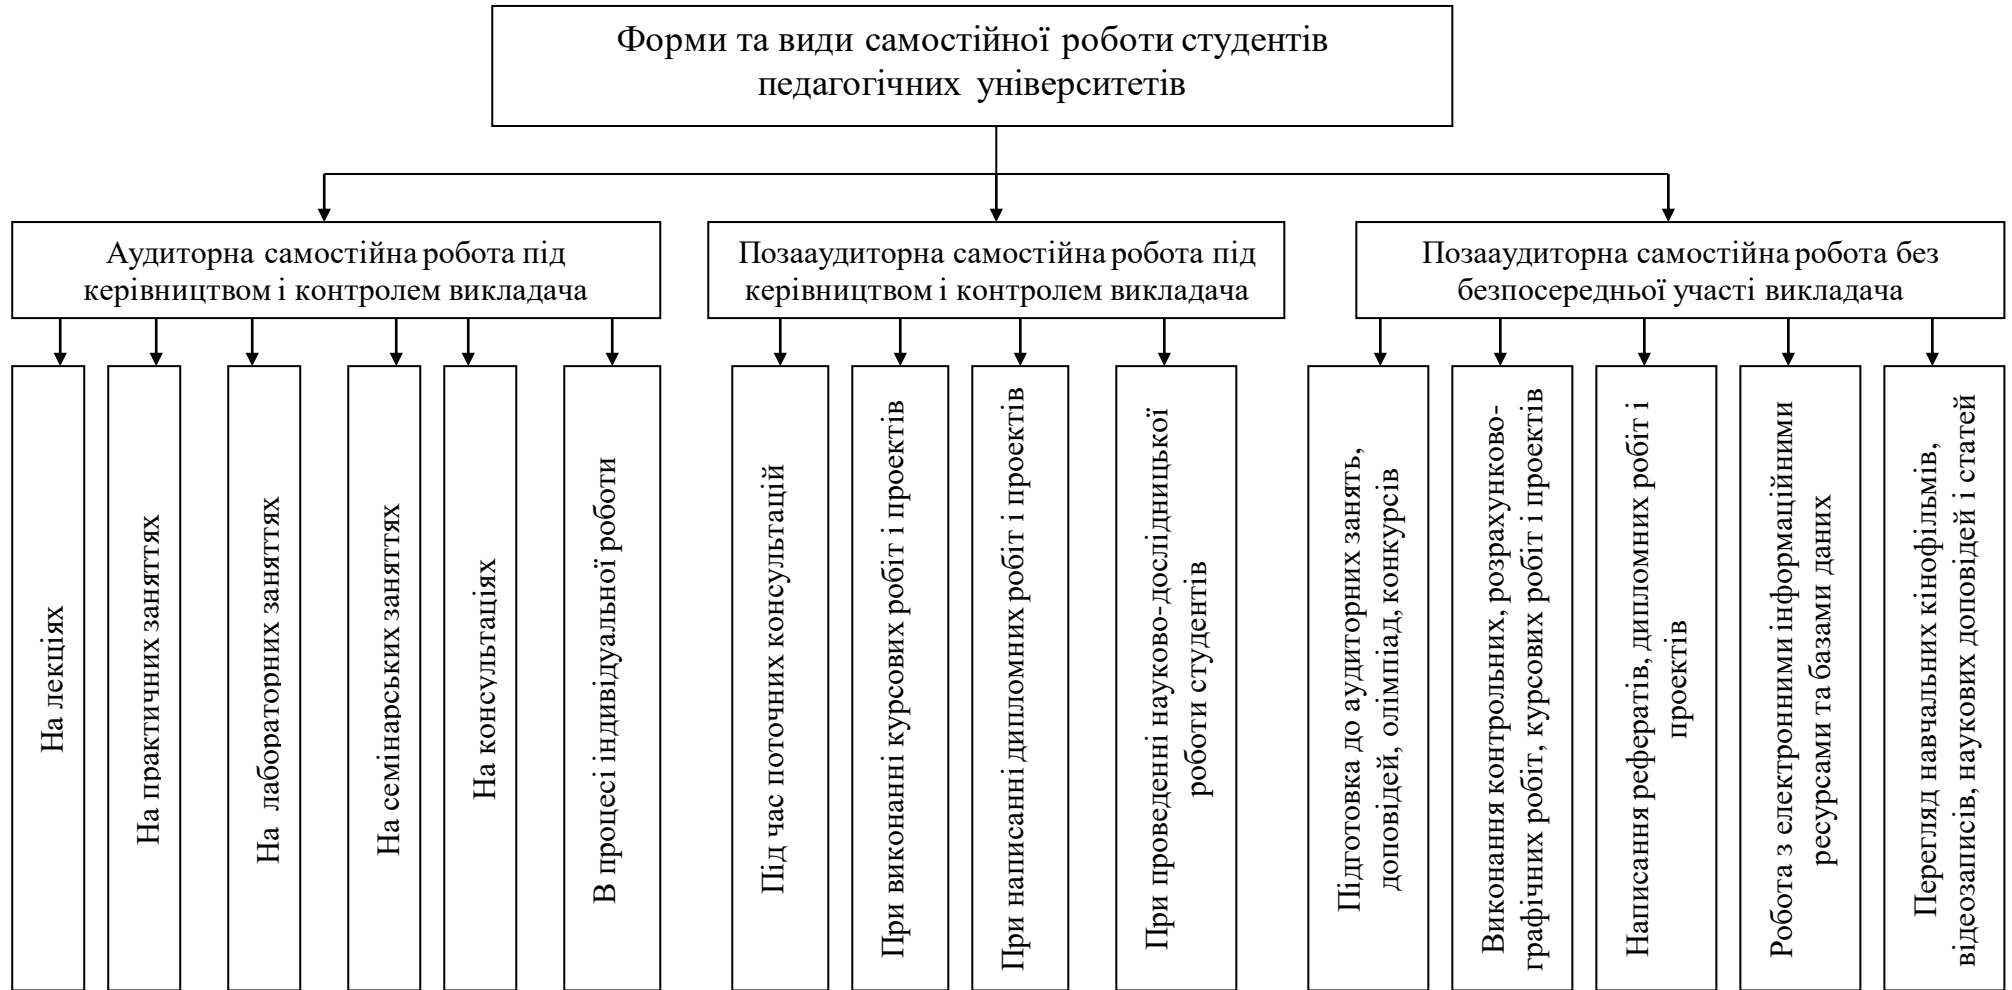 Форми та види самостійної роботи студентів
педагогічних університетів
Аудиторна самостійна робота під
керівництвом і контролем викладача
Позааудиторна самостійна робота під
керівництвом і контролем викладача
Позааудиторна самостійна робота без
безпосередньої участі викладача
На лекціях
На практичних заняттях
На лабораторних заняттях
На семінарських заняттях
На консультаціях
В процесі індивідуальної роботи
Під час поточних консультацій
При виконанні курсових робіт і проектів
При написанні дипломних робіт і проектів
При проведенні науково-дослідницької
роботи студентів
Підготовка до аудиторних занять,
доповідей, олімпіад, конкурсів
Виконання контрольних, розрахунково-
графічних робіт, курсових робіт і проектів
Написання рефератів, дипломних робіт і
проектів
Робота з електронними інформаційними
ресурсами та базами даних
Перегляд навчальних кінофільмів,
відеозаписів, наукових доповідей і статей